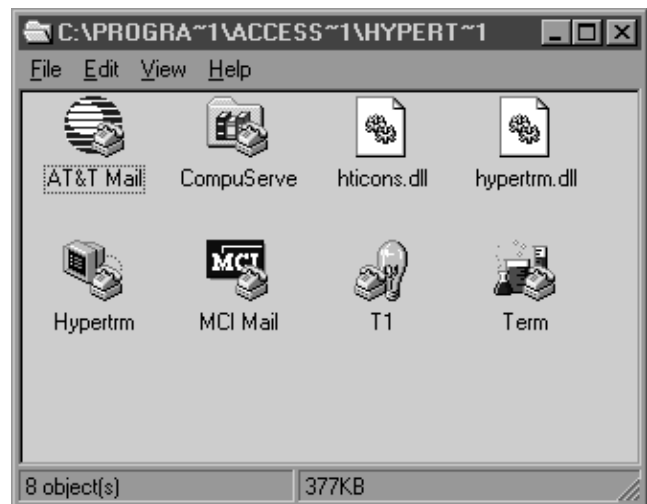 C:\PROGRA~1\ACCESS~1\HYPERT~1
File Edit View Help
AT&T Mail CompuServe hticons.dll hypertrm.dll
MCI
Hypertrm MCI Mail T1 Term
8 object(s) 377KB